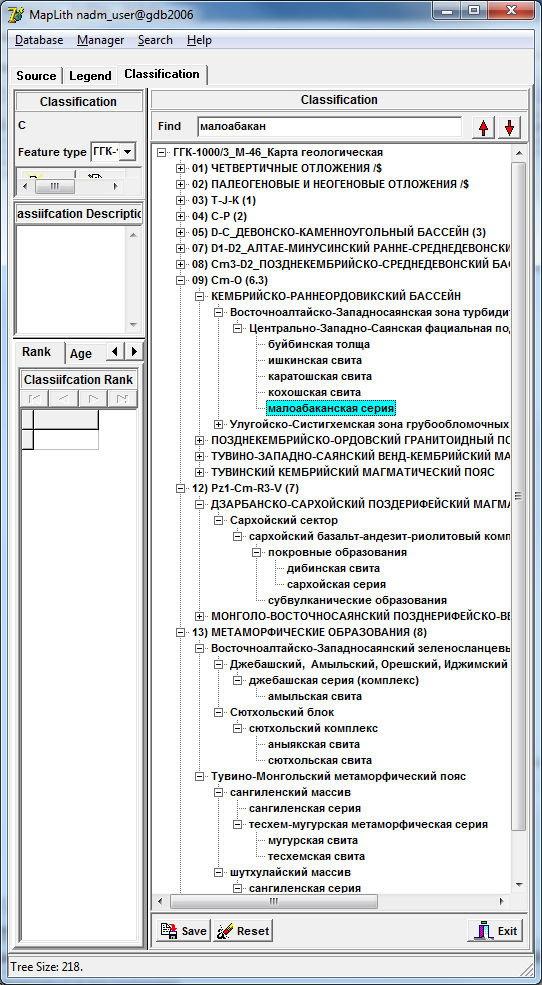 MapLith nadm_user@gdb2006
Database Manager Search Help
Source Legend Classification
Classification
C
Feature type ГГК-
assiifcation Descriptio
Rank Age
Classiifcation Rank
Classification
Find малоабакан
ГГК-1000/3_М-46_Карта геологическая
01) ЧЕТВЕРТИЧНЫЕ ОТЛОЖЕНИЯ /$
02) ПАЛЕОГЕНОВЫЕ И НЕОГЕНОВЫЕ ОТЛОЖЕНИЯ /$
03) T-J-K (1)
04) C-P (2)
05) D-C_ДЕВОНСКО-КАМЕННОУГОЛЬНЫЙ БАССЕЙН (3)
07) D1-D2_АЛТАЕ-МИНУСИНСКИЙ РАННЕ-СРЕДНЕДЕВОНСКИ
08) Cm3-D2_ПОЗДНЕКЕМБРИЙСКО-СРЕДНЕДЕВОНСКИЙ БА
09) Cm-O (6.3)
КЕМБРИЙСКО-РАННЕОРДОВИКСКИЙ БАССЕЙН
Восточноалтайско-Западносаянская зона турбидит
Центрально-Западно-Саянская фациальная по
буйбинская толща
ишкинская свита
каратошская свита
кохошская свита
малоабаканская серия
Улугойско-Систигхемская зона грубообломочных
ПОЗДНЕКЕМБРИЙСКО-ОРДОВСКИЙ ГРАНИТОИДНЫЙ ПО
ТУВИНО-ЗАПАДНО-САЯНСКИЙ ВЕНД-КЕМБРИЙСКИЙ МА
ТУВИНСКИЙ КЕМБРИЙСКИЙ МАГМАТИЧЕСКИЙ ПОЯС
12) Pz1-Cm-R3-V (7)
ДЗАРБАНСКО-САРХОЙСКИЙ ПОЗДЕРИФЕЙСКИЙ МАГМА
Сархойский сектор
сархойский базальт-андезит-риолитовый комп
покровные образования
дибинская свита
сархойская серия
субвулканические образования
МОНГОЛО-ВОСТОЧНОСАЯНСКИЙ ПОЗДНЕРИФЕЙСКО-ВЕ
13) МЕТАМОРФИЧЕСКИЕ ОБРАЗОВАНИЯ (8)
Восточноалтайско-Западносаянский зеленосланцевы
Джебашский, Амыльский, Орешский, Иджимский
джебашская серия (комплекс)
амыльская свита
Сютхольский блок
сютхольский комплекс
аныякская свита
сютхольская свита
Тувино-Монгольский метаморфический пояс
сангиленский массив
сангиленская серия
тесхем-мугурская метаморфическая серия
мугурская свита
тесхемская свита
шутхулайский массив
сангиленская серия
Save Reset Exit
Tree Size: 218.